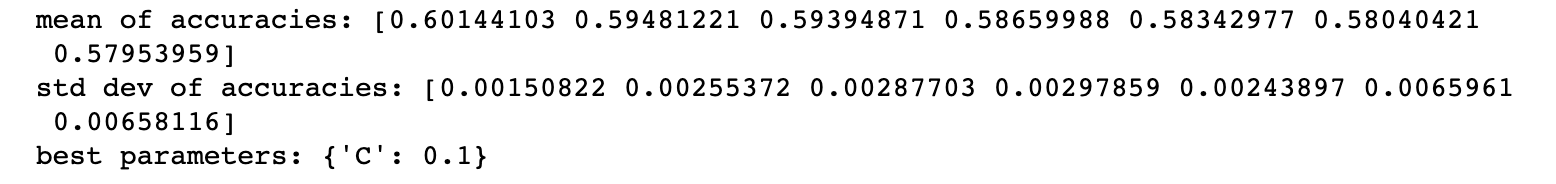 mean of accuracies: [0.60144103 0.59481221 0.59394871 0.58659988 0.58342977 0.58040421
 0.57953959]
std dev of accuracies: [0.00150822 0.00255372 0.00287703 0.00297859 0.00243897 0.0065961
 0.00658116]
best parameters: {'C': 0.1}